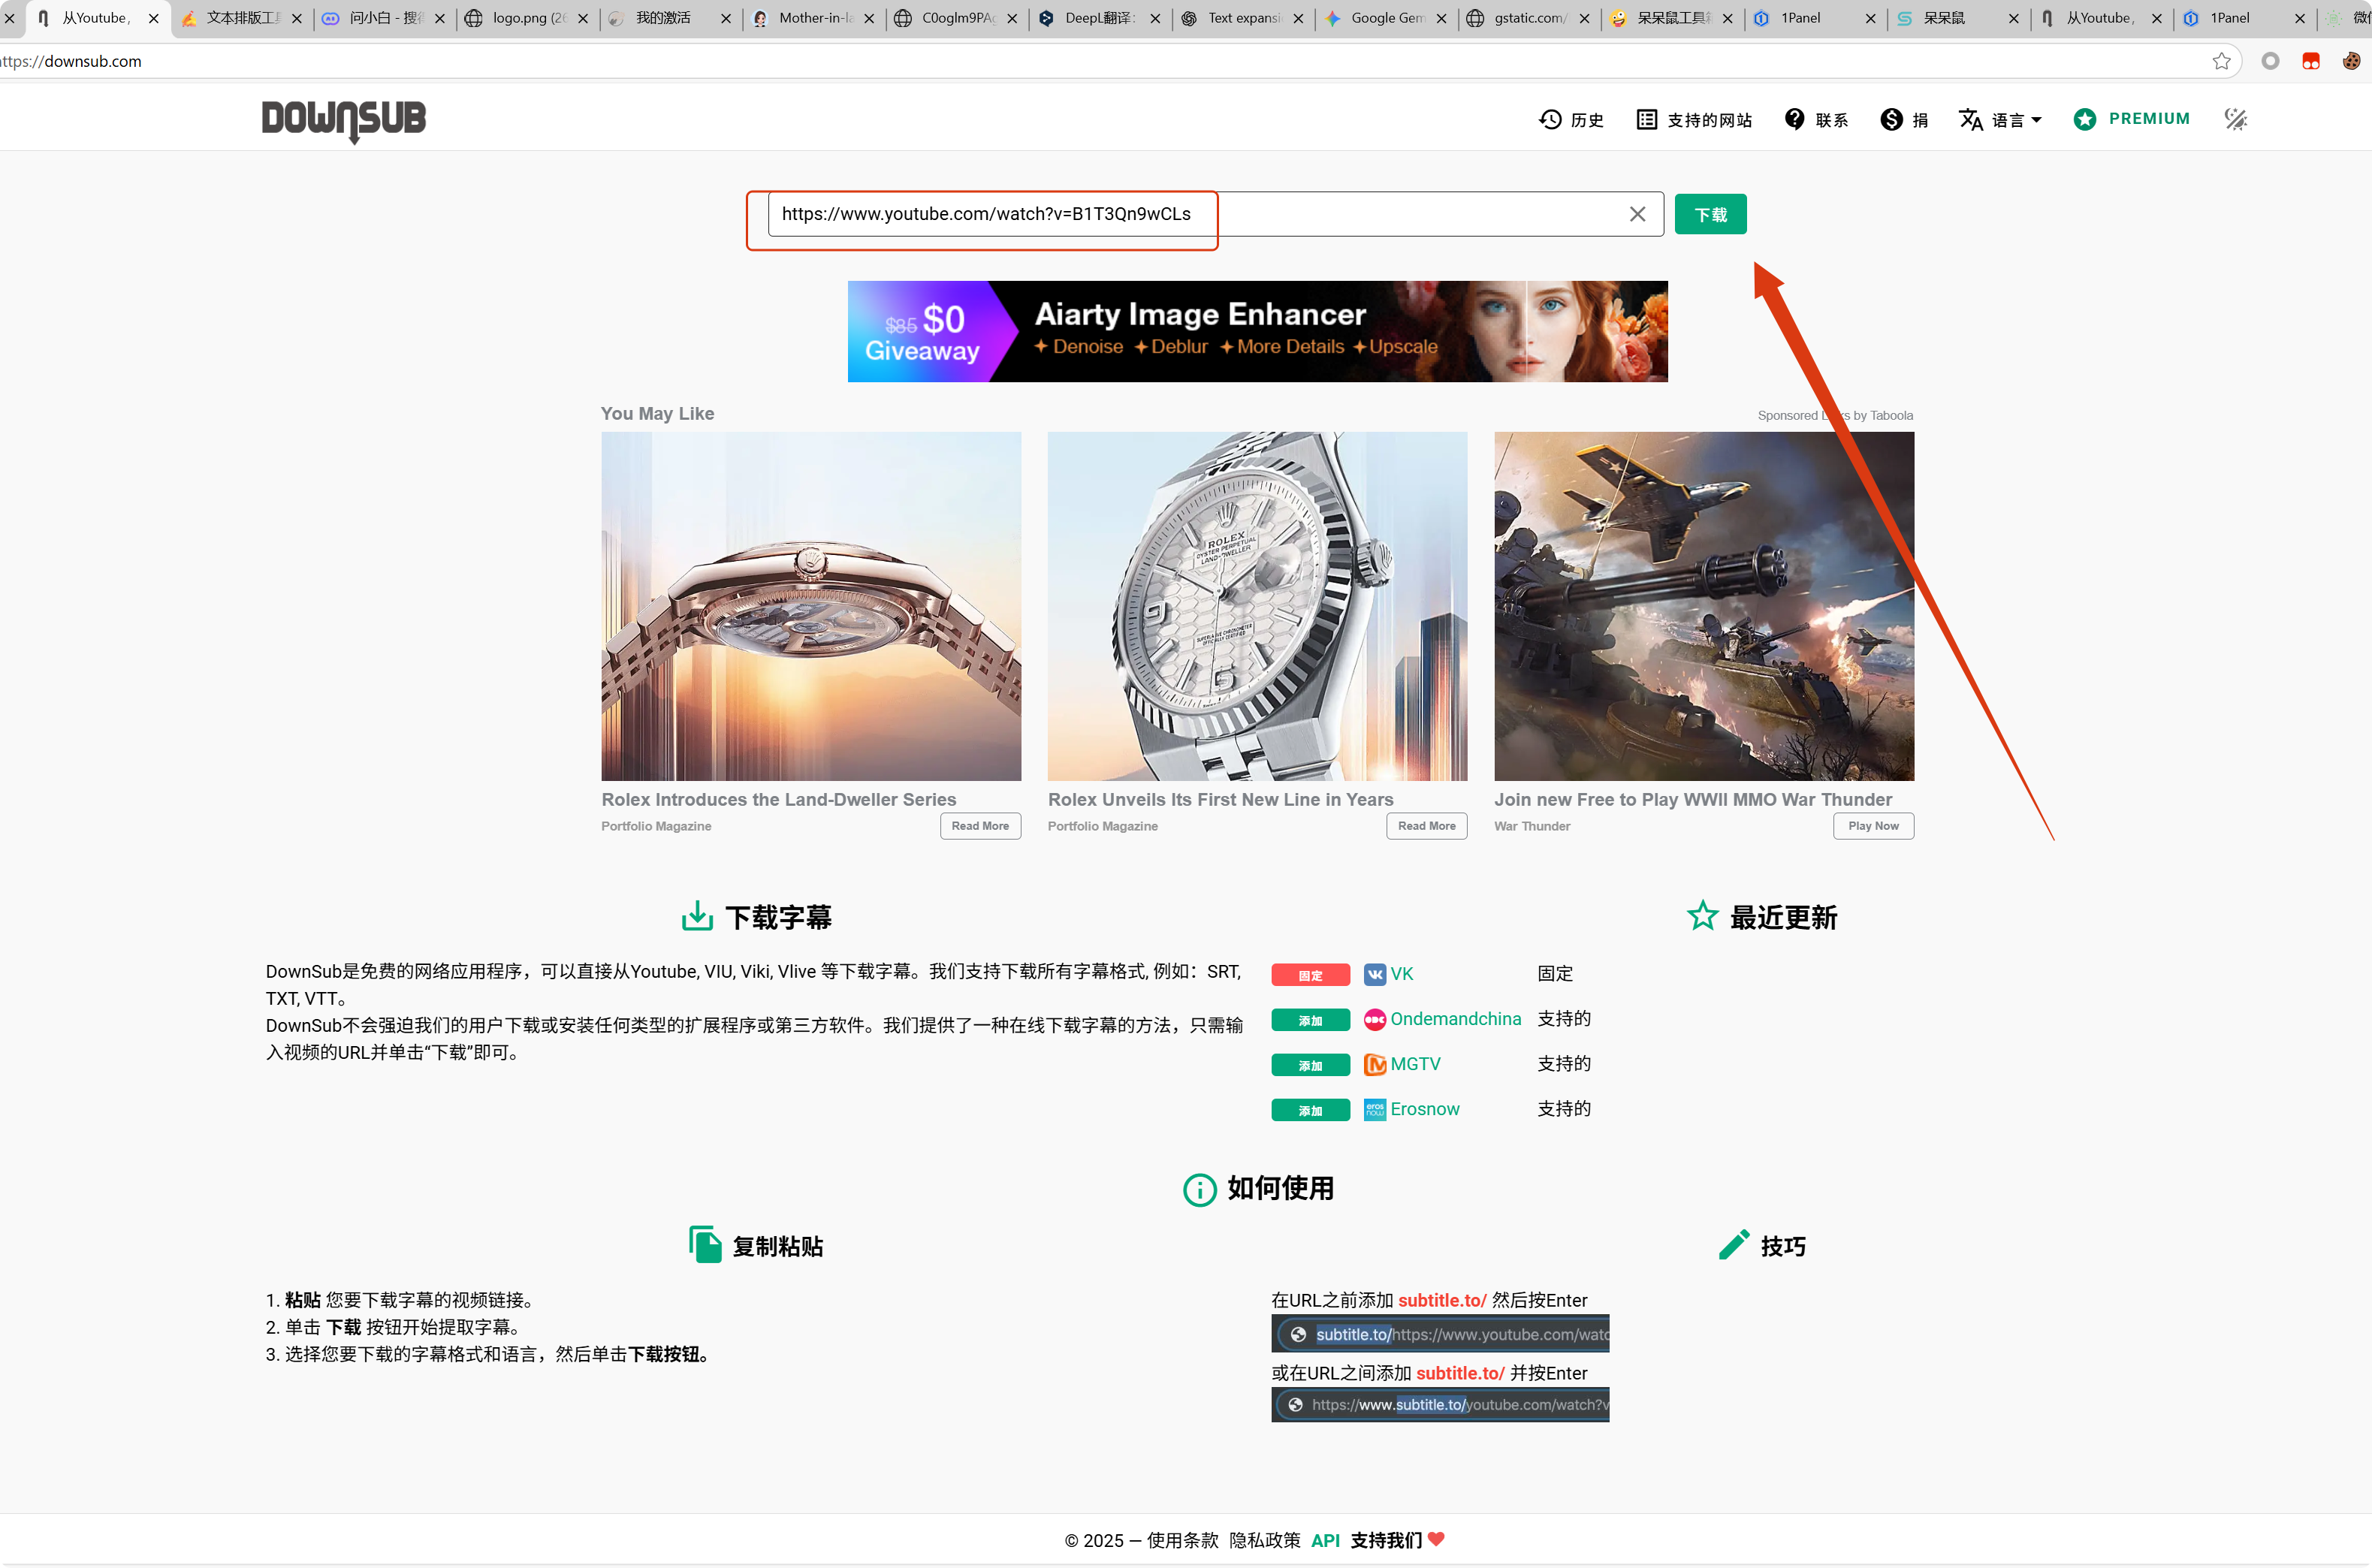 从Youtube,
文本排版工具
问小白 - 搜
logo.png (26
我的激活
Mother-in-la
C0oglm9PA
DeepL翻译:
Text expansi
Google Gem
gstatic.com/
呆呆鼠工具箱
1Panel
呆呆鼠
从Youtube,
1Panel
ttps://downsub.com
DOWNSUB
历史
支持的网站
联系
捐
语言
PREMIUM
https://www.youtube.com/watch?v=B1T3Qn9wCLs
下载
$85 $0
Giveaway
Aiarty Image Enhancer
Denoise Deblur More Details Upscale
You May Like
Sponsored Links by Taboola
ROLEX
OYSTER PERPETUAL
LAND-DWELLER
SUPERLATIVE CHRONOMETER
OFFICIALLY CERTIFIED
Rolex Introduces the Land-Dweller Series
Portfolio Magazine
Read More
Rolex Unveils Its First New Line in Years
Portfolio Magazine
Read More
Join new Free to Play WWII MMO War Thunder
War Thunder
Play Now
下载字幕
DownSub是免费的网络应用程序，可以直接从Youtube, VIU, Viki, Vlive 等下载字幕。我们支持下载所有字幕格式, 例如：SRT,
TXT, VTT。
DownSub不会强迫我们的用户下载或安装任何类型的扩展程序或第三方软件。我们提供了一种在线下载字幕的方法，只需输
入视频的URL并单击“下载”即可。
最近更新
固定 VK 固定
添加 Ondemandchina 支持的
添加 MGTV 支持的
添加 Erosnow 支持的
如何使用
复制粘贴
1. 粘贴 您要下载字幕的视频链接。
2. 单击 下载 按钮开始提取字幕。
3. 选择您要下载的字幕格式和语言，然后单击下载按钮。
技巧
在URL之前添加 subtitle.to/ 然后按Enter
subtitle.to/https://www.youtube.com/watc
或在URL之间添加 subtitle.to/ 并按Enter
https://www.subtitle.to/youtube.com/watch?v
© 2025 — 使用条款 隐私政策 API 支持我们